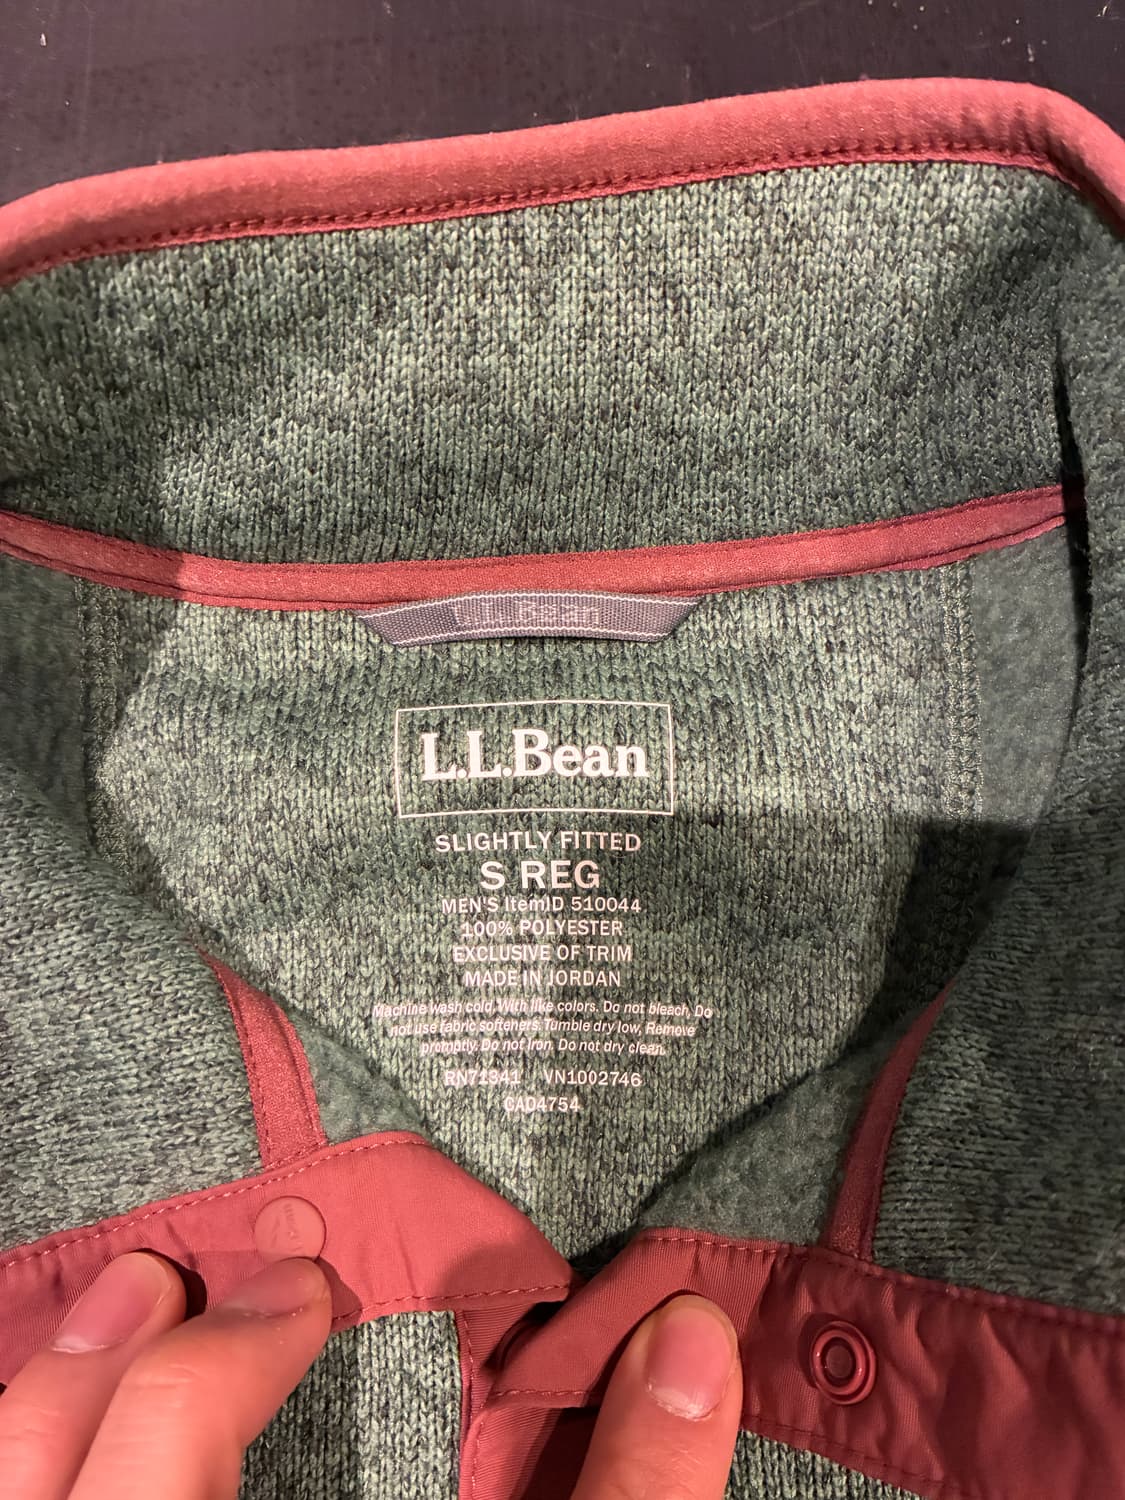 L.L.Bean
L.L.Bean
SLIGHTLY FITTED
S REG
MEN'S ItemID 510044
100% POLYESTER
EXCLUSIVE OF TRIM
MADE IN JORDAN
Machine wash cold, With like colors. Do not bleach, Do
not use fabric softeners, Tumble dry low, Remove
promptly. Do not Iron. Do not dry clean.
RN71341 VN1002746
CA04754